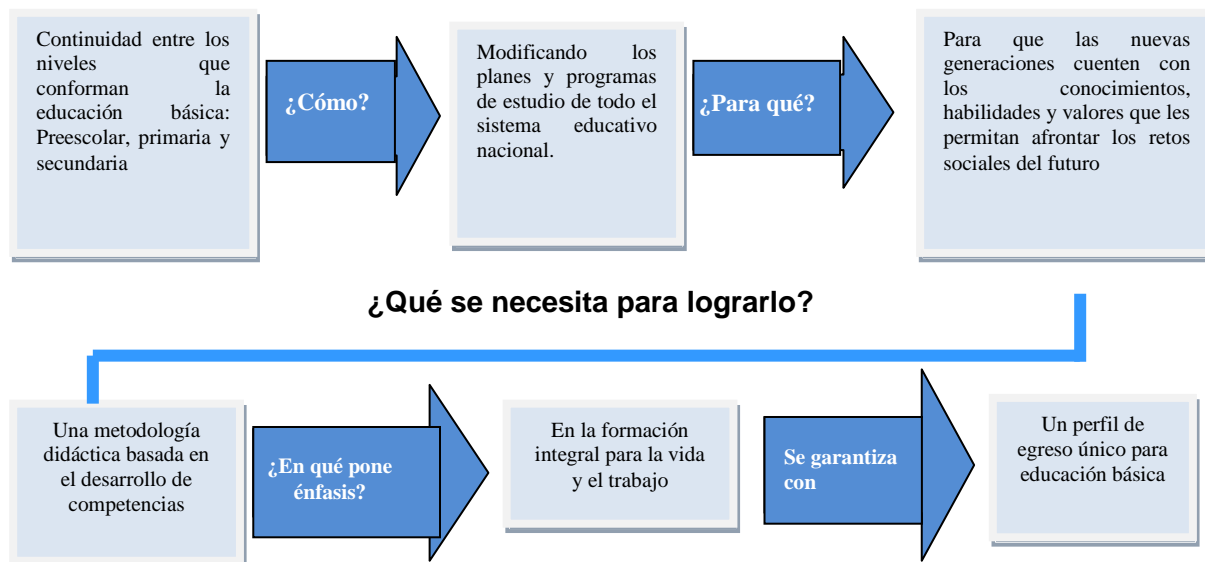 Continuidad entre los
niveles que
conforman la
educación básica:
Preescolar, primaria y
secundaria
¿Cómo?
Modificando los
planes y programas
de estudio de todo el
sistema educativo
nacional.
¿Para qué?
Para que las nuevas
generaciones cuenten con
los conocimientos,
habilidades y valores que les
permitan afrontar los retos
sociales del futuro
¿Qué se necesita para lograrlo?
Una metodología
didáctica basada en
el desarrollo de
competencias
¿En qué pone
énfasis?
En la formación
integral para la vida
y el trabajo
Se garantiza
con
Un perfil de
egreso único para
educación básica